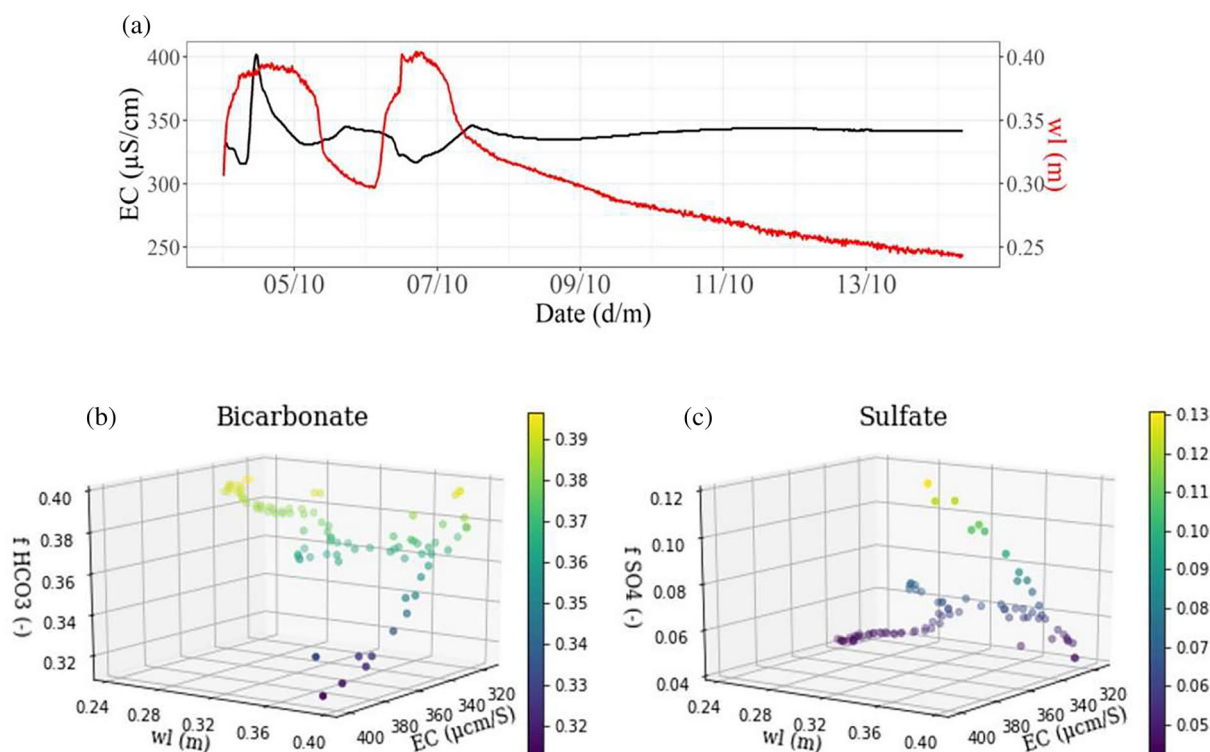 (a)
400
350
300
250
EC (μS/cm)
0.40
0.35
0.30
0.25
wl (m)
05/10 07/10 09/10 11/10 13/10
Date (d/m)
(b) Bicarbonate
0.40
0.38
0.36
0.34
0.32
f HCO3 (-)
0.24 0.28 0.32 0.36 0.40
wl (m)
400 380 360 340 320
EC (μcm/S)
0.39
0.38
0.37
0.36
0.35
0.34
0.33
0.32
(c) Sulfate
0.12
0.10
0.08
0.06
0.04
f SO4 (-)
0.24 0.28 0.32 0.36 0.40
wl (m)
400 380 360 340 320
EC (μcm/S)
0.13
0.12
0.11
0.10
0.09
0.08
0.07
0.06
0.05